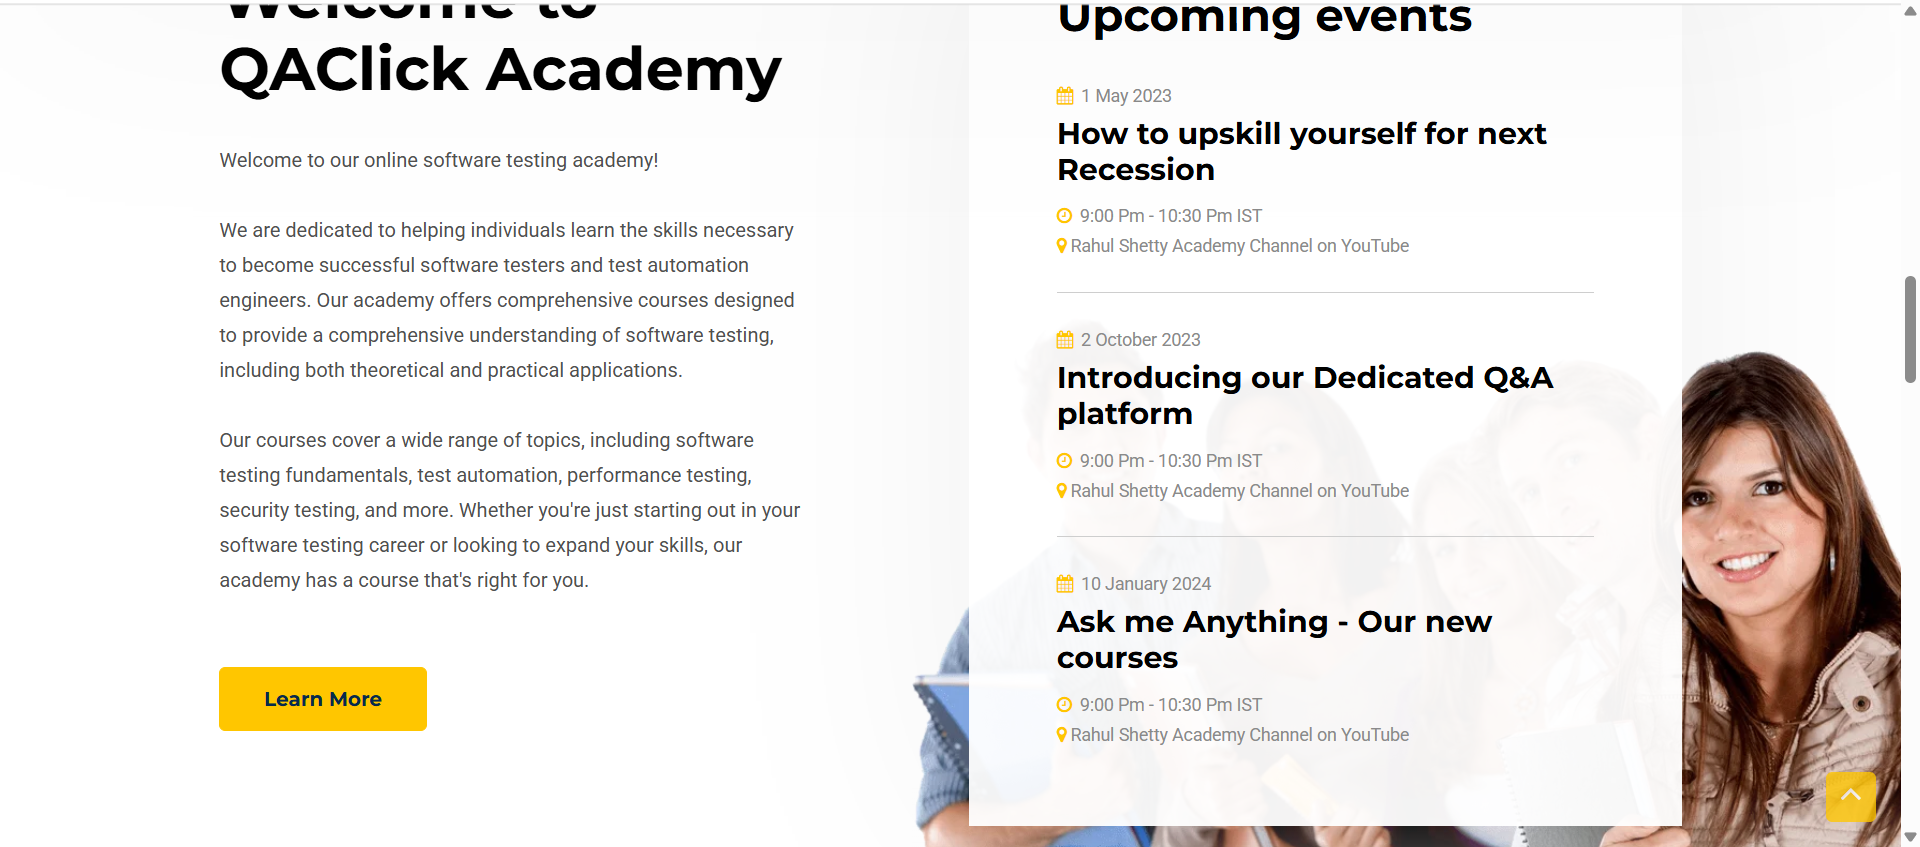 Welcome to
QAClick Academy
Welcome to our online software testing academy!
We are dedicated to helping individuals learn the skills necessary
to become successful software testers and test automation
engineers. Our academy offers comprehensive courses designed
to provide a comprehensive understanding of software testing,
including both theoretical and practical applications.
Our courses cover a wide range of topics, including software
testing fundamentals, test automation, performance testing,
security testing, and more. Whether you're just starting out in your
software testing career or looking to expand your skills, our
academy has a course that's right for you.
Learn More
Upcoming events
1 May 2023
How to upskill yourself for next
Recession
9:00 Pm - 10:30 Pm IST
Rahul Shetty Academy Channel on YouTube
2 October 2023
Introducing our Dedicated Q&A
platform
9:00 Pm - 10:30 Pm IST
Rahul Shetty Academy Channel on YouTube
10 January 2024
Ask me Anything - Our new
courses
9:00 Pm - 10:30 Pm IST
Rahul Shetty Academy Channel on YouTube